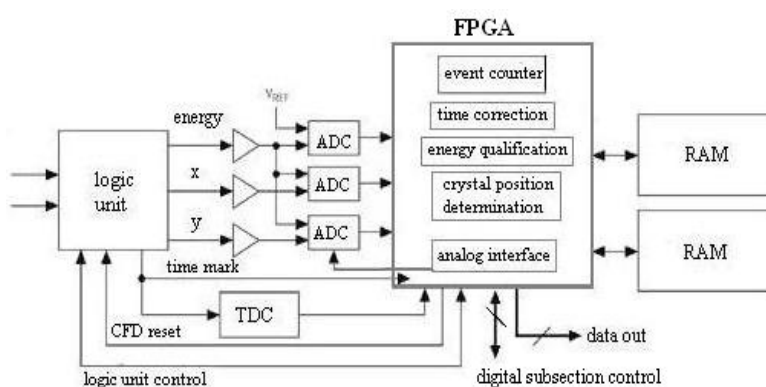 FPGA
event counter
time correction
energy qualification
crystal position
determination
analog interface
V_REF
energy
x
y
logic
unit
ADC
ADC
ADC
RAM
RAM
time mark
TDC
CFD reset
logic unit control
data out
digital subsection control